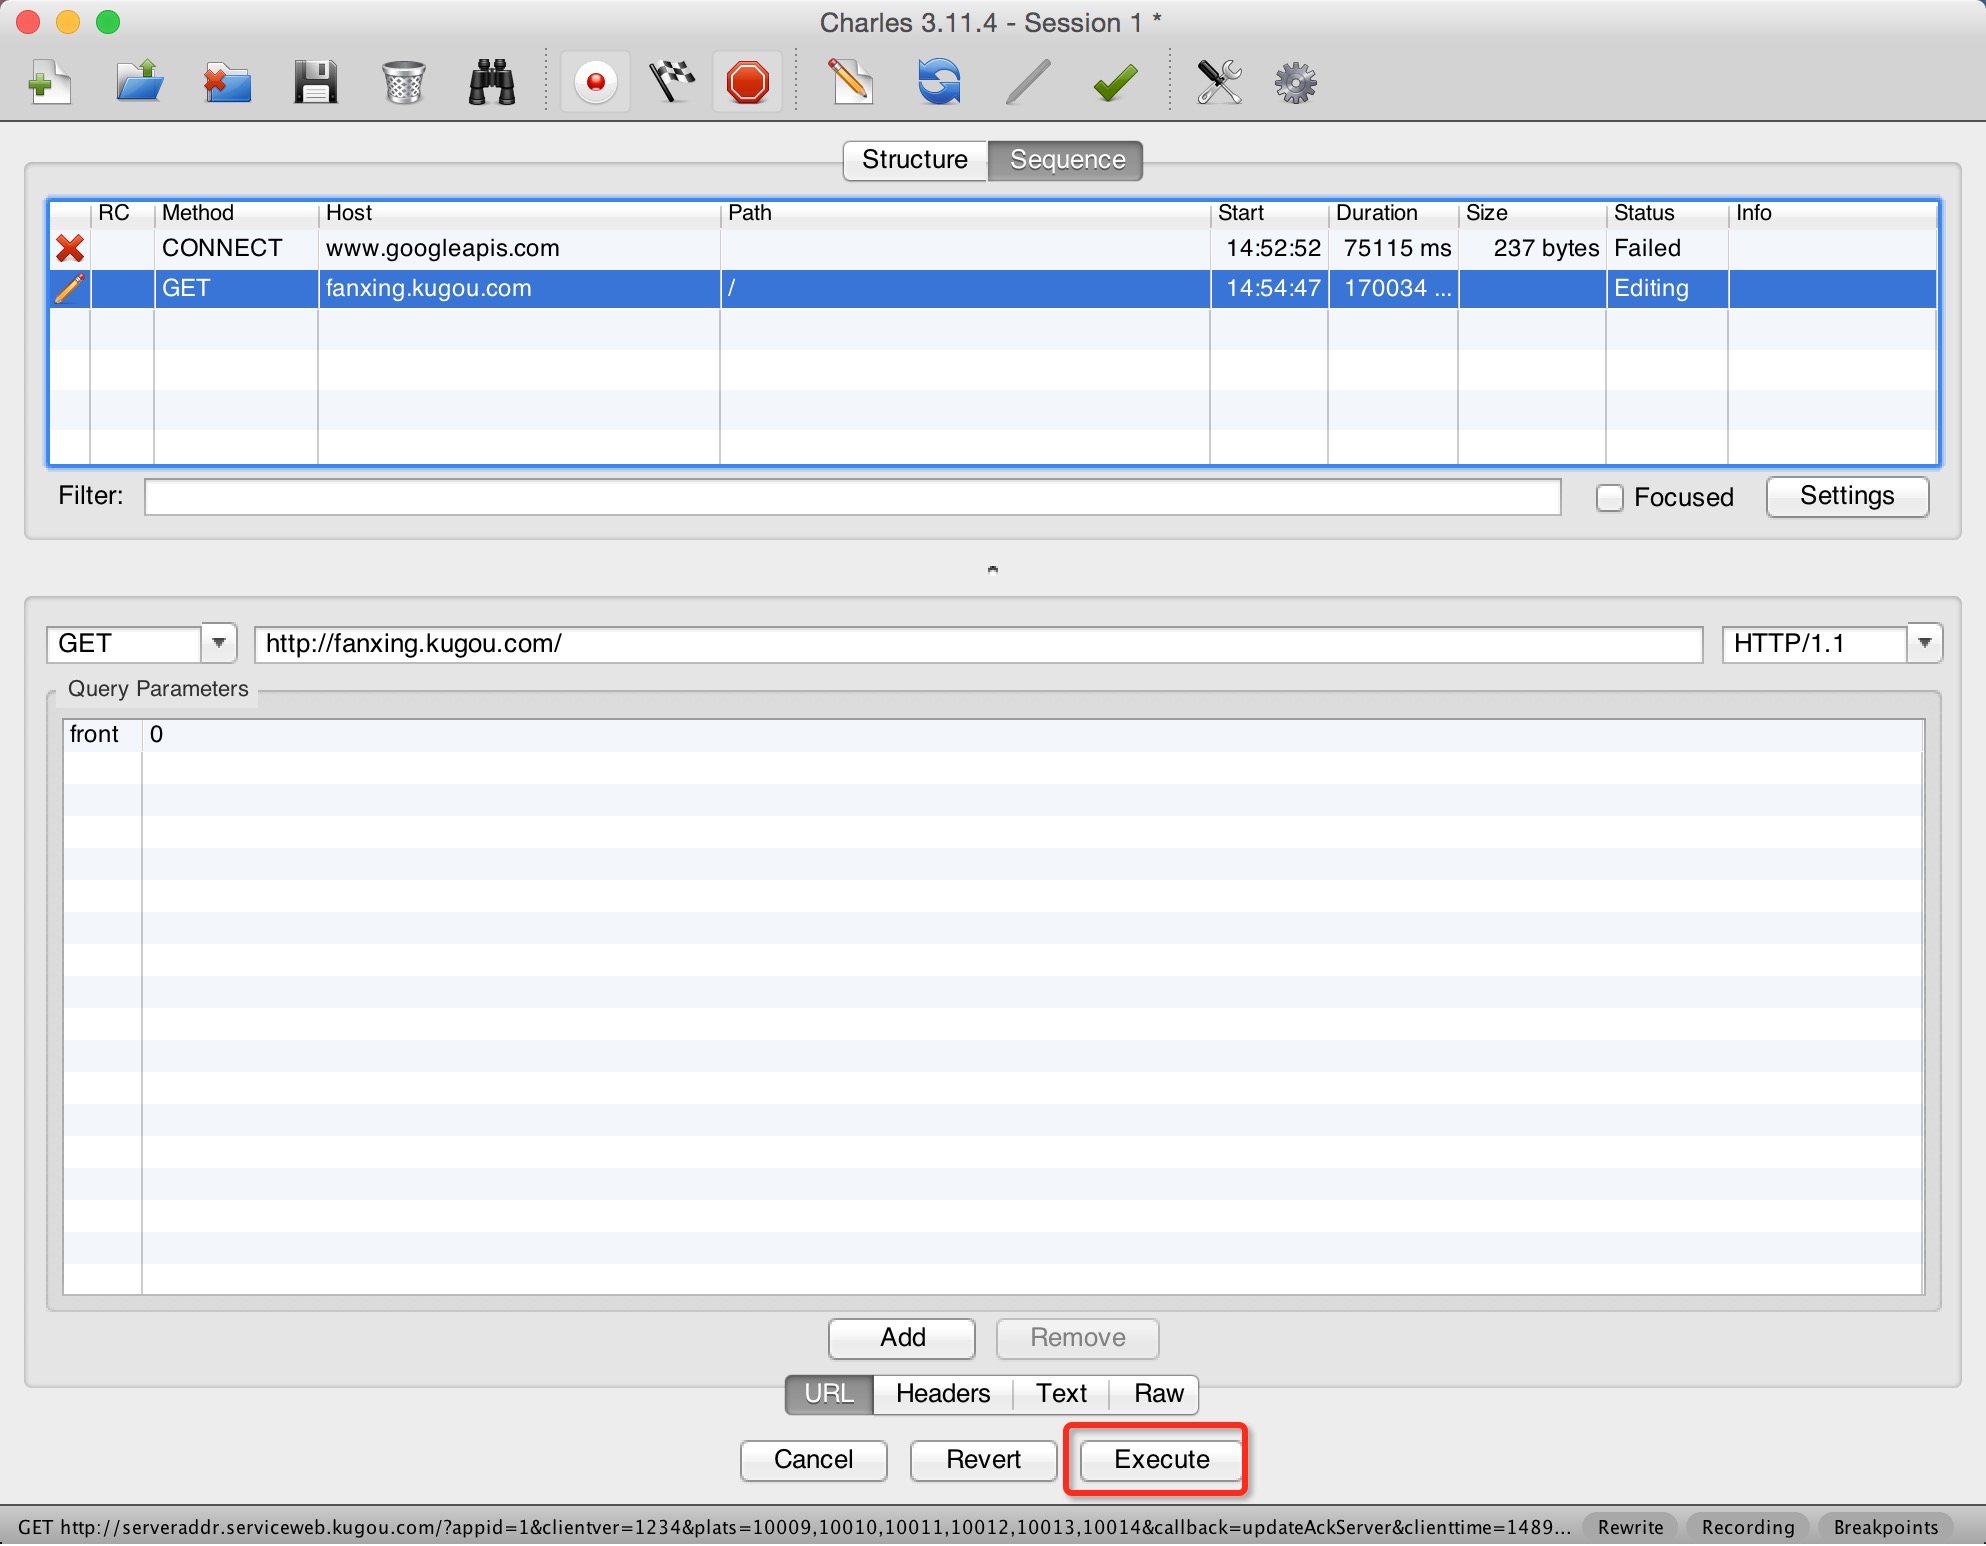 Charles 3.11.4 - Session 1 *
Structure Sequence
RC Method Host Path Start Duration Size Status Info
CONNECT www.googleapis.com 14:52:52 75115 ms 237 bytes Failed
GET fanxing.kugou.com / 14:54:47 170034 ... Editing
Filter: Focused Settings
GET http://fanxing.kugou.com/ HTTP/1.1
Query Parameters
front 0
Add Remove
URL Headers Text Raw
Cancel Revert Execute
GET http://serveraddr.serviceweb.kugou.com/?appid=1&clientver=1234&plats=10009,10010,10011,10012,10013,10014&callback=updateAckServer&clienttime=1489... Rewrite Recording Breakpoints